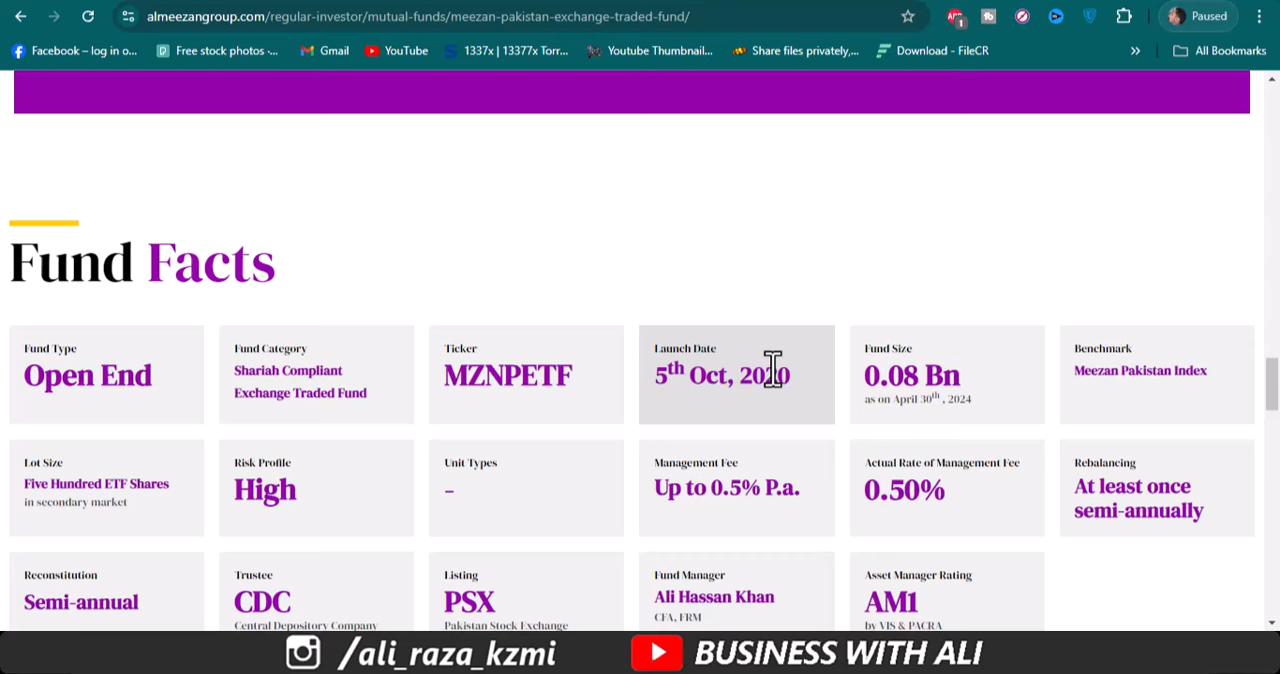 almeezangroup.com/regular-investor/mutual-funds/meezan-pakistan-exchange-traded-fund/
1
Paused
Facebook – log in o...
Free stock photos -...
Gmail
YouTube
1337x | 13377x Torr...
Youtube Thumbnail...
Share files privately,...
Download - FileCR
»
All Bookmarks
Fund Facts
Fund Type
Open End
Fund Category
Shariah Compliant
Exchange Traded Fund
Ticker
MZNPETF
Launch Date
5th Oct, 2020
Fund Size
0.08 Bn
as on April 30th , 2024
Benchmark
Meezan Pakistan Index
Lot Size
Five Hundred ETF Shares
in secondary market
Risk Profile
High
Unit Types
–
Management Fee
Up to 0.5% P.a.
Actual Rate of Management Fee
0.50%
Rebalancing
At least once
semi-annually
Reconstitution
Semi-annual
Trustee
CDC
Central Depository Company
Listing
PSX
Pakistan Stock Exchange
Fund Manager
Ali Hassan Khan
CFA, FRM
Asset Manager Rating
AM1
by VIS & PACRA
/ali_raza_kzmi
BUSINESS WITH ALI